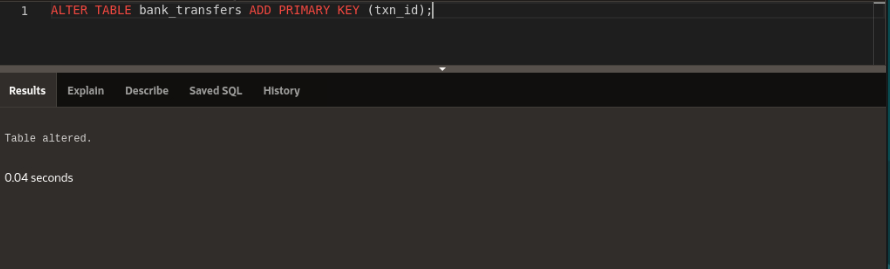 1 ALTER TABLE bank_transfers ADD PRIMARY KEY (txn_id);
Results Explain Describe Saved SQL History
Table altered.
0.04 seconds